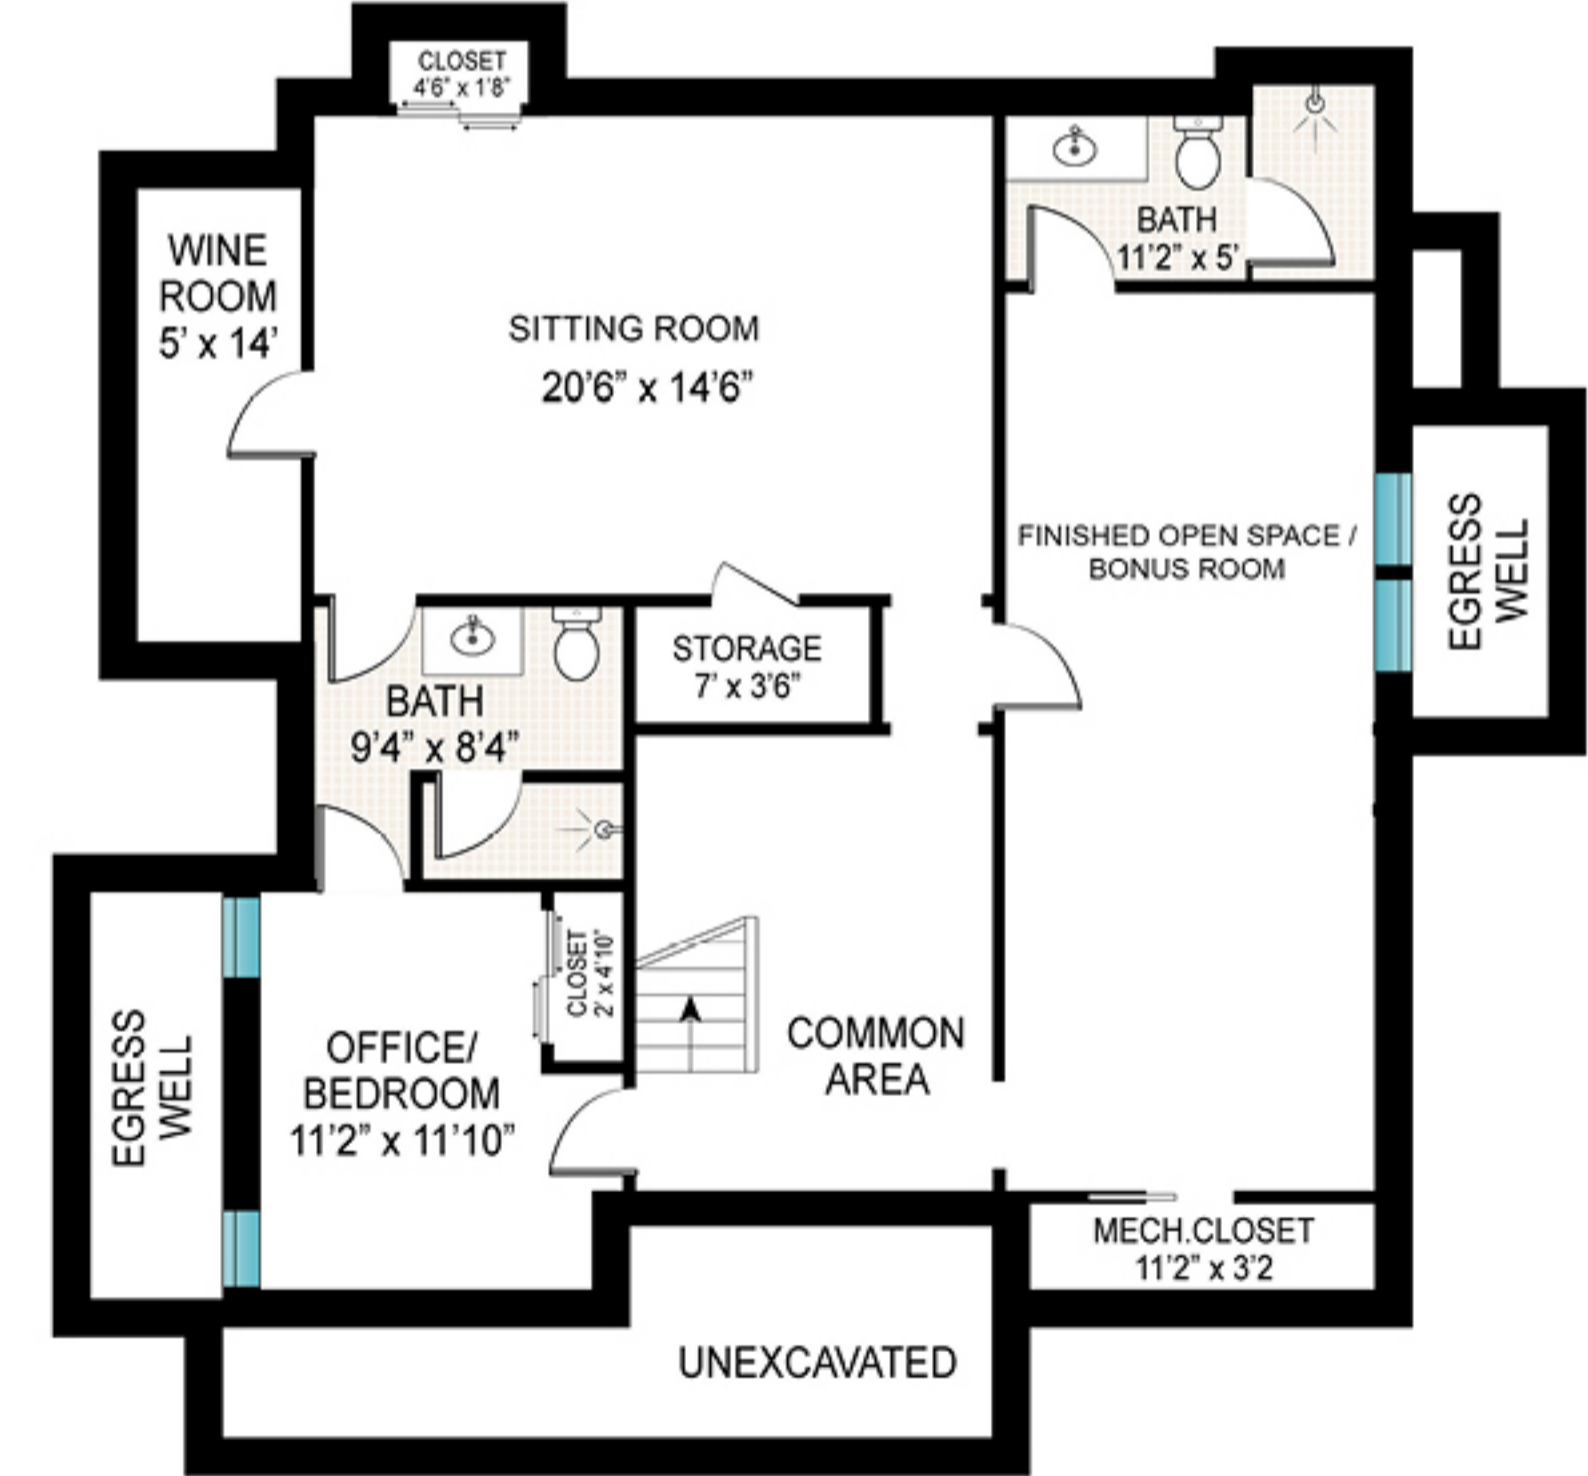 CLOSET
4'6" x 1'8"
WINE
ROOM
5’ x 14’
SITTING ROOM
20’6” x 14’6”
BATH
11’2” x 5’
FINISHED OPEN SPACE /
BONUS ROOM
EGRESS
WELL
STORAGE
7’ x 3’6”
BATH
9’4” x 8’4”
CLOSET
2’ x 4’10”
OFFICE/
BEDROOM
11’2” x 11’10”
EGRESS
WELL
COMMON
AREA
MECH.CLOSET
11’2” x 3’2
UNEXCAVATED